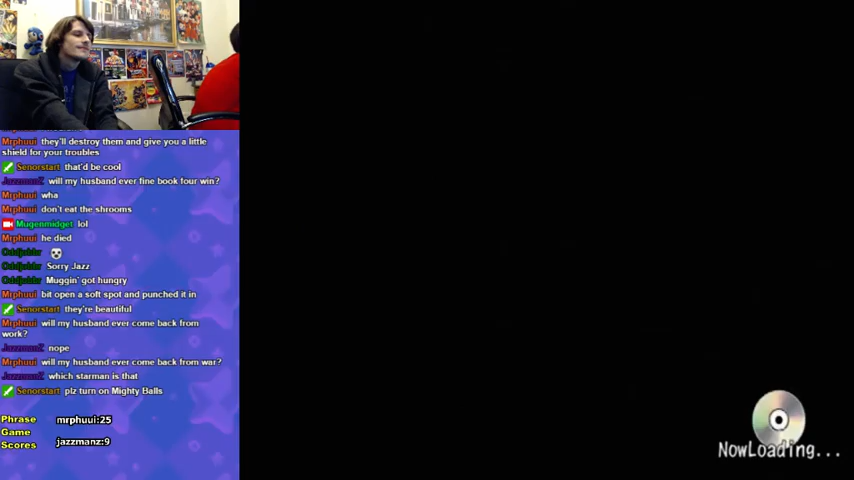 Mrphuui they'll destroy them and give you a little
shield for your troubles
Senorstart that'd be cool
JazzmanZ will my husband ever fine book four win?
Mrphuui wha
Mrphuui don't eat the shrooms
Mugenmidget lol
Mrphuui he died
Sorry Jazz
Muggin' got hungry
Mrphuui bit open a soft spot and punched it in
Senorstart they're beautiful
Mrphuui will my husband ever come back from
work?
JazzmanZ nope
Mrphuui will my husband ever come back from war?
JazzmanZ which starman is that
Senorstart plz turn on Mighty Balls
Phrase mrphuui:25
Game
Scores jazzmanz:9
NowLoading...